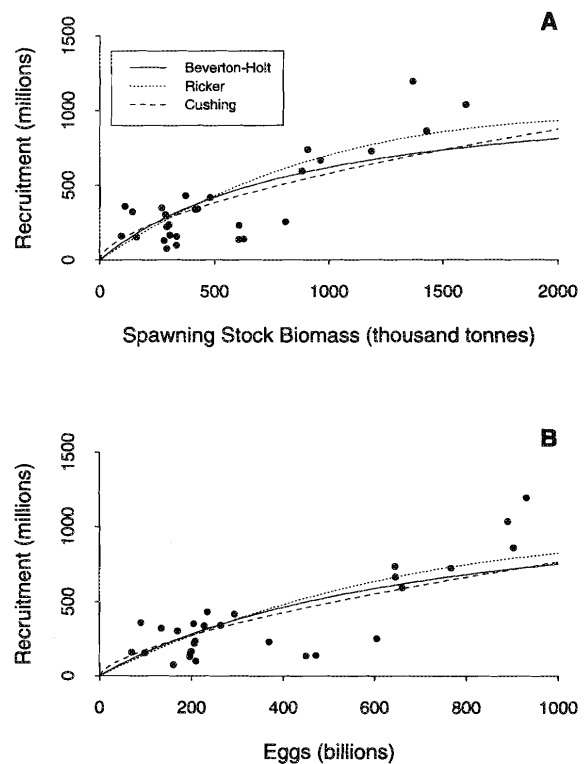 A
1500
1000
500
0
Recruitment (millions)
Beverton-Holt
Ricker
Cushing
0 500 1000 1500 2000
Spawning Stock Biomass (thousand tonnes)
B
1500
1000
500
0
Recruitment (millions)
0 200 400 600 800 1000
Eggs (billions)